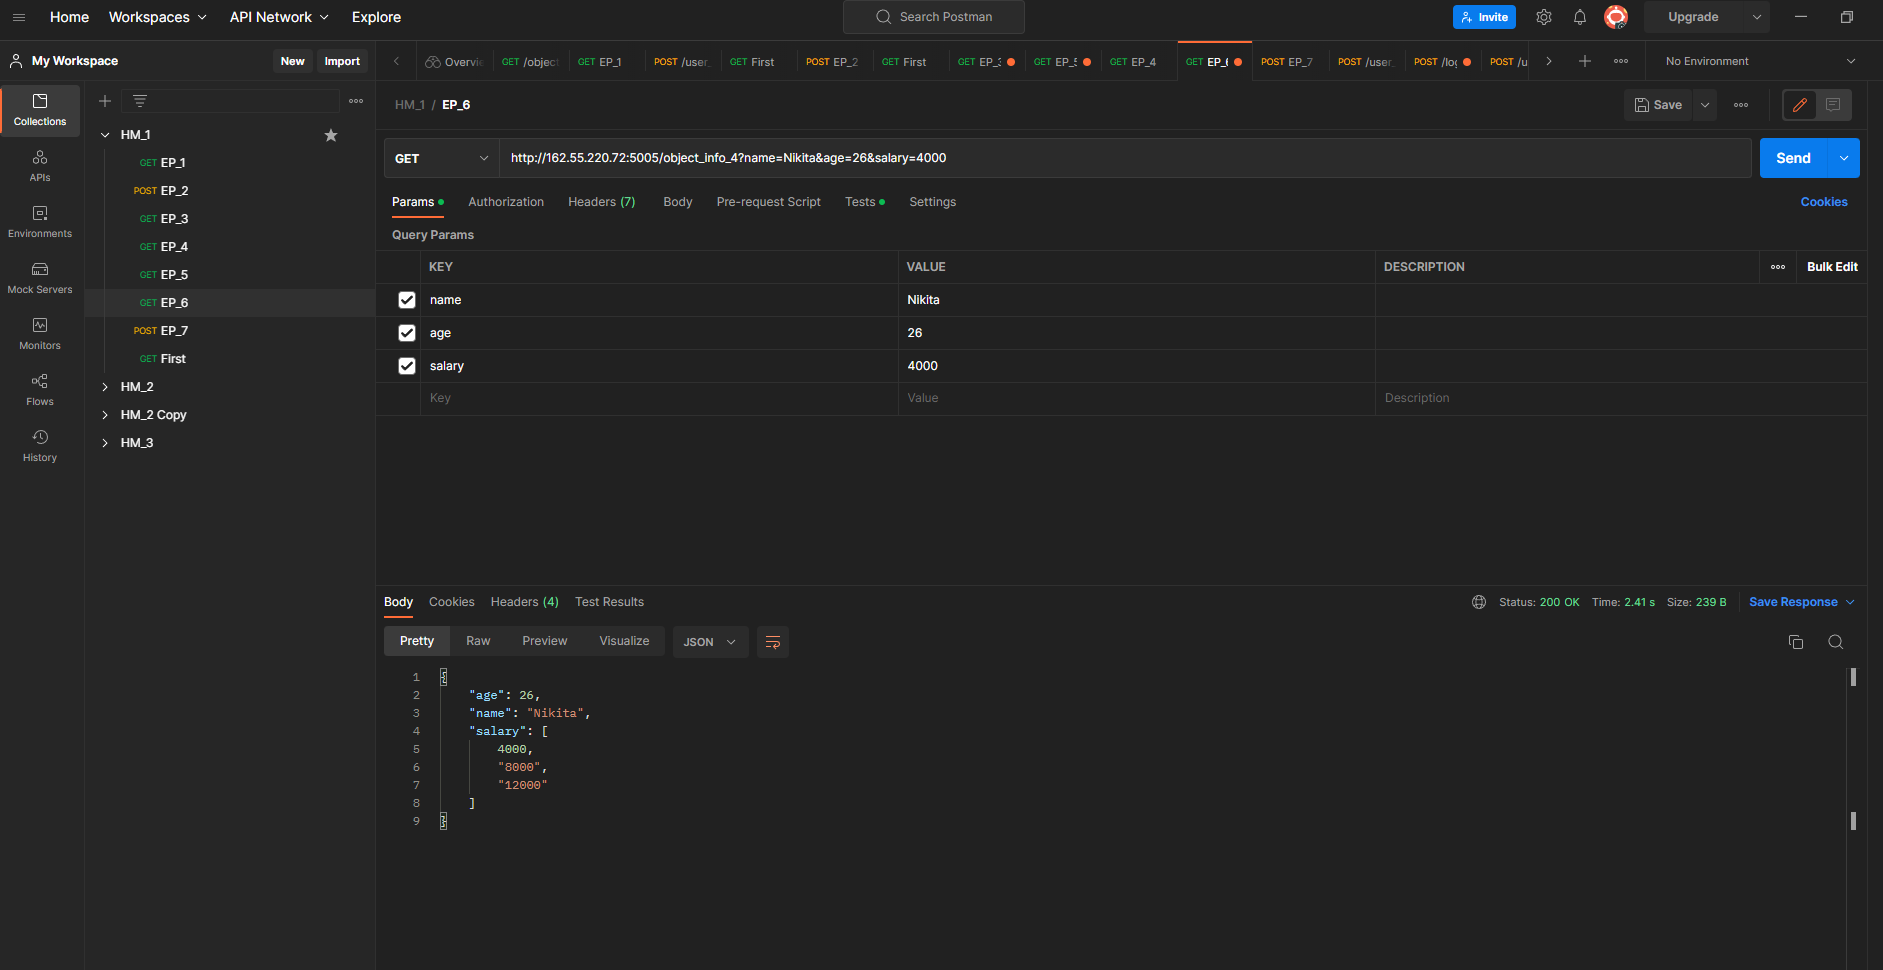 Home Workspaces API Network Explore Search Postman Invite Upgrade
My Workspace New Import
Overvie GET /object GET EP_1 POST /user_ GET First POST EP_2 GET First GET EP_3 GET EP_5 GET EP_4 GET EP_6 POST EP_7 POST /user_ POST /log POST /u No Environment
Collections
APIs
Environments
Mock Servers
Monitors
Flows
History
HM_1
GET EP_1
POST EP_2
GET EP_3
GET EP_4
GET EP_5
GET EP_6
POST EP_7
GET First
HM_2
HM_2 Copy
HM_3
HM_1 / EP_6 Save
GET http://162.55.220.72:5005/object_info_4?name=Nikita&age=26&salary=4000 Send
Params Authorization Headers (7) Body Pre-request Script Tests Settings Cookies
Query Params
KEY VALUE DESCRIPTION Bulk Edit
name Nikita
age 26
salary 4000
Key Value Description
Body Cookies Headers (4) Test Results Status: 200 OK Time: 2.41 s Size: 239 B Save Response
Pretty Raw Preview Visualize JSON
1 {
2 "age": 26,
3 "name": "Nikita",
4 "salary": [
5 4000,
6 "8000",
7 "12000"
8 ]
9 }